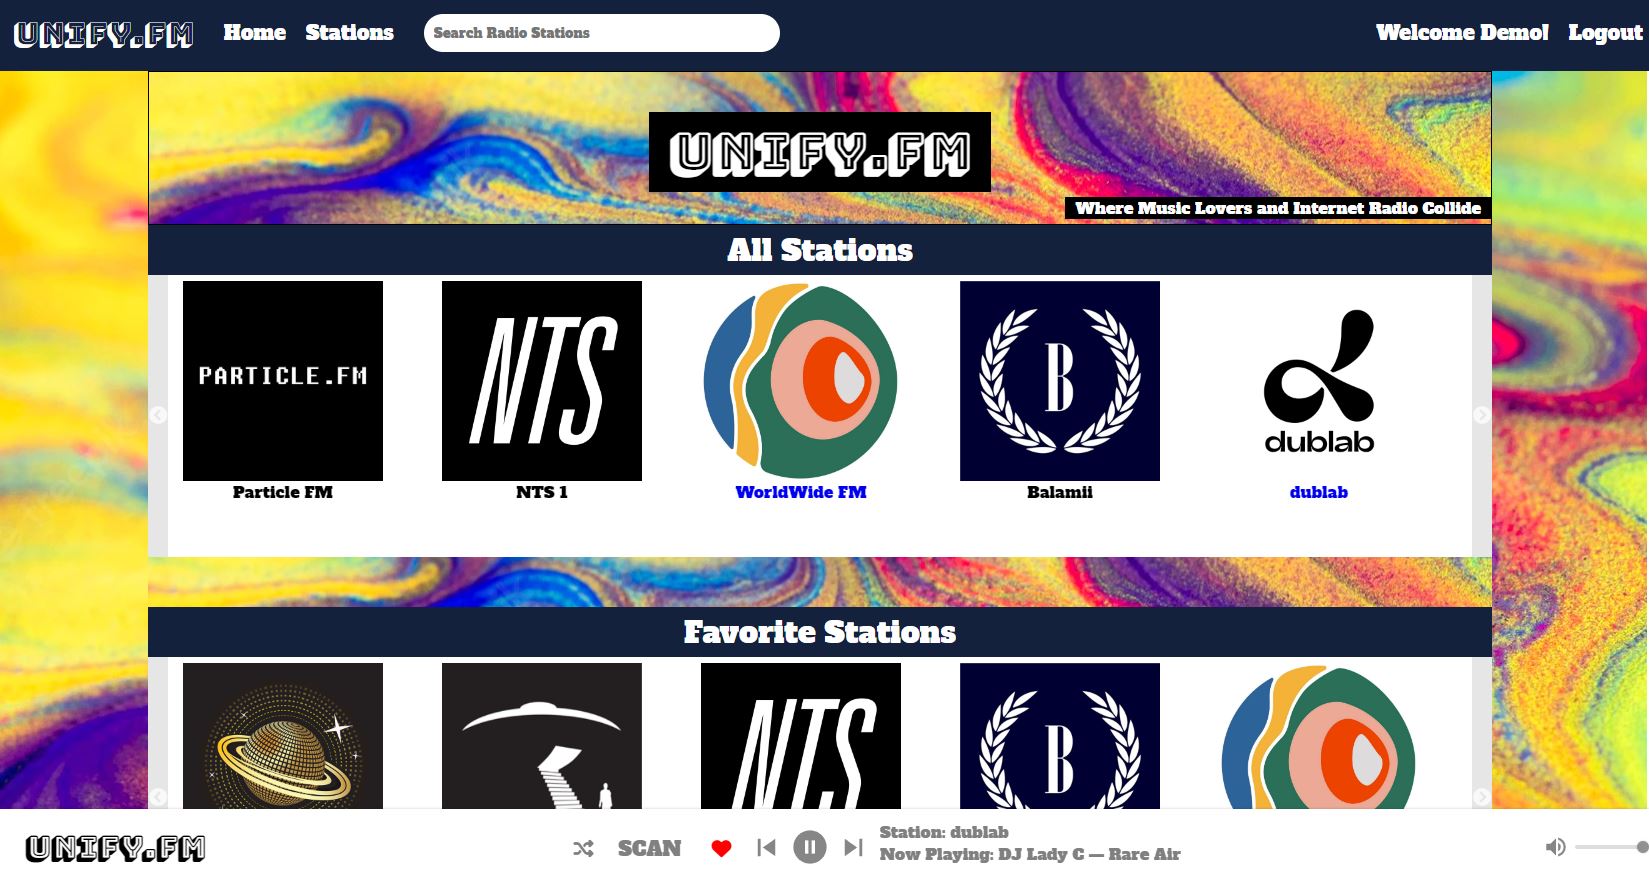 UNIFY.FM Home Stations Search Radio Stations Welcome Demo! Logout
UNIFY.FM
Where Music Lovers and Internet Radio Collide
All Stations
PARTICLE.FM
NTS
B
dublab
Particle FM
NTS 1
WorldWide FM
Balamii
dublab
Favorite Stations
NTS
B
UNIFY.FM
SCAN
Station: dublab
Now Playing: DJ Lady C — Rare Air